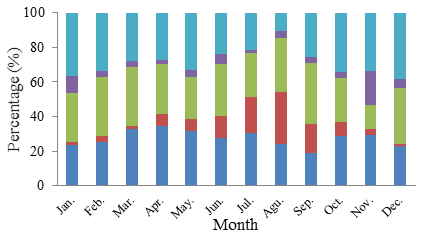 Percentage (%)
100
80
60
40
20
0
Jan. Feb. Mar. Apr. May. Jun. Jul. Agu. Sep. Oct. Nov. Dec.
Month